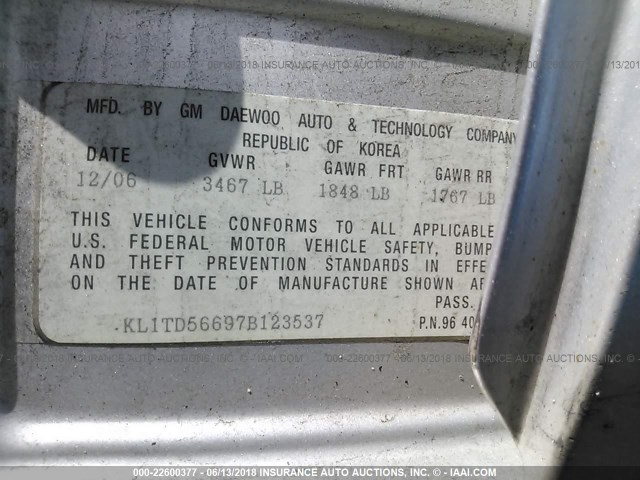 MFD. BY GM DAEWOO AUTO & TECHNOLOGY COMPANY
REPUBLIC OF KOREA
DATE GVWR GAWR FRT GAWR RR
12/06 3467 LB 1848 LB 1767 LB
THIS VEHICLE CONFORMS TO ALL APPLICABLE
U.S. FEDERAL MOTOR VEHICLE SAFETY, BUMP
AND THEFT PREVENTION STANDARDS IN EFFE
ON THE DATE OF MANUFACTURE SHOWN AB
PASS.
KL1TD56697B123537 P.N.96 40
000-22600377 - 06/13/2018 INSURANCE AUTO AUCTIONS, INC. - © IAAI.COM